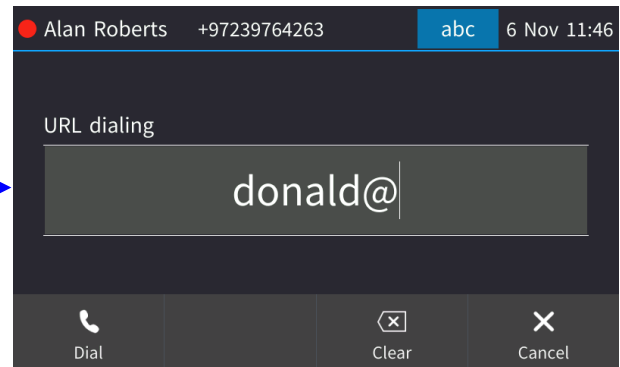 Alan Roberts +97239764263 abc 6 Nov 11:46
URL dialing
donald@
Dial Clear Cancel